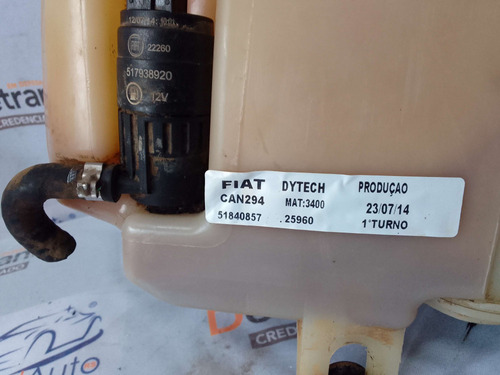 22260
517938920
12V
FIAT DYTECH PRODUÇAO
CAN294 MAT:3400 23/07/14
51840857 .25960 1°TURNO